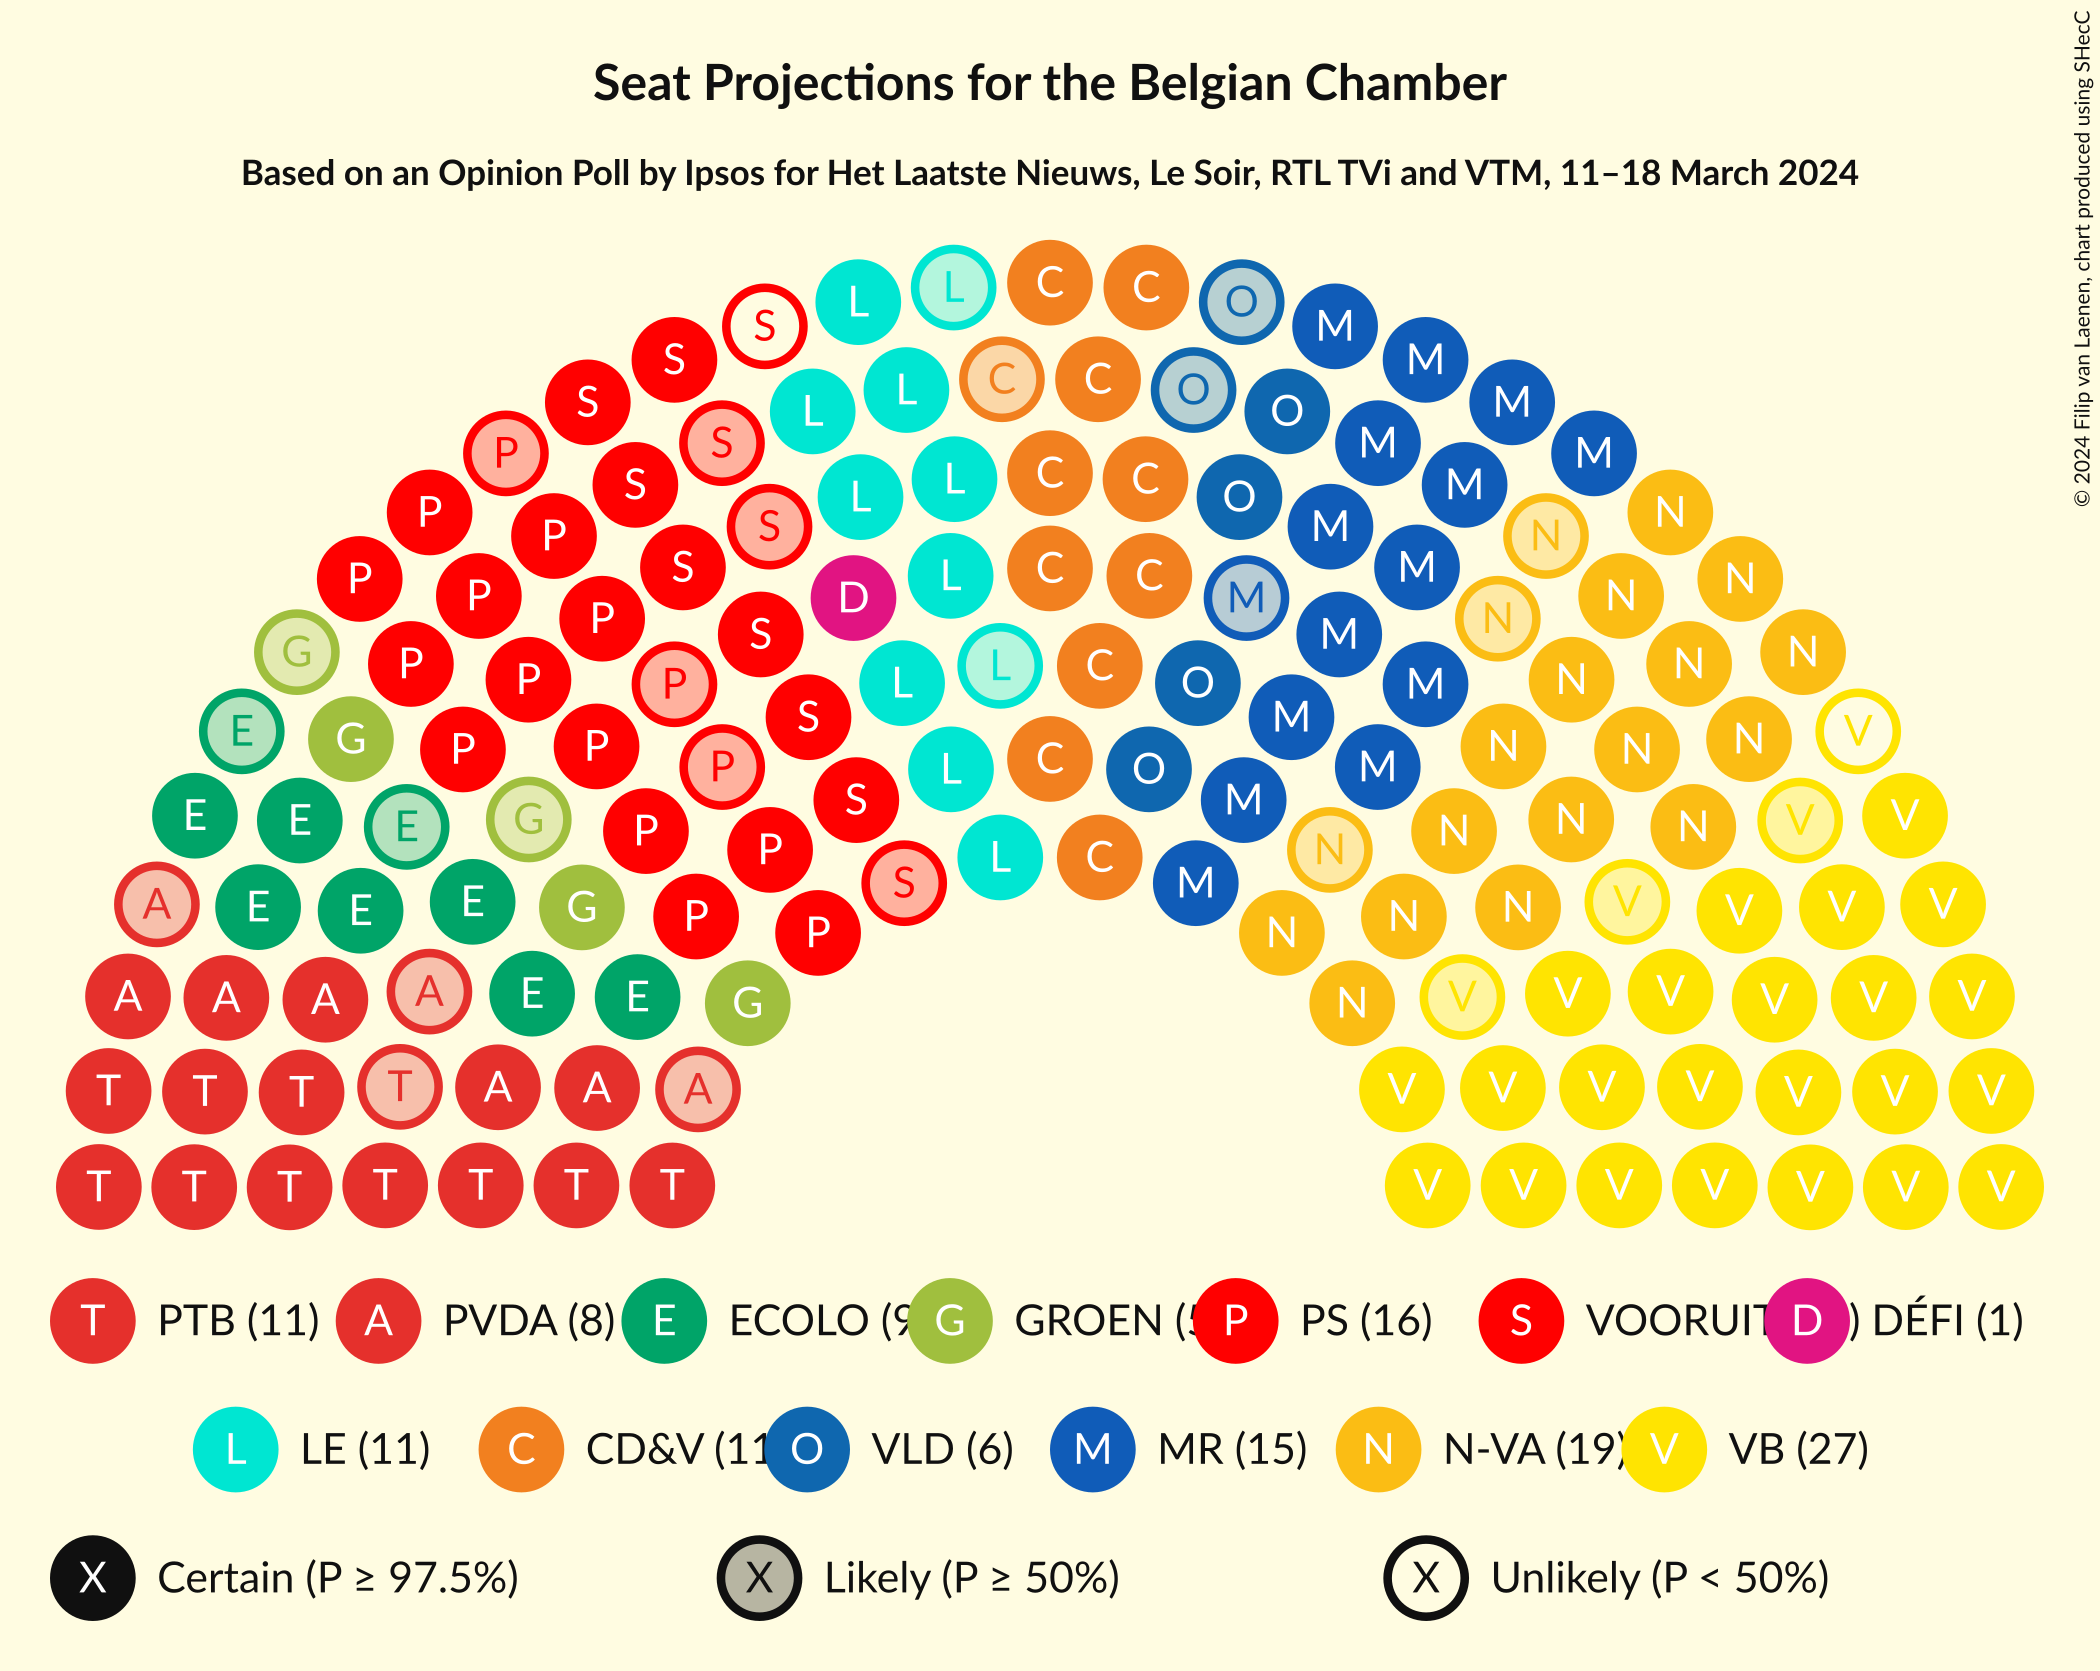 Seat Projections for the Belgian Chamber
Based on an Opinion Poll by Ipsos for Het Laatste Nieuws, Le Soir, RTL TVi and VTM, 11–18 March 2024
© 2024 Filip van Laenen, chart produced using SHecC
S L L C C O M
S S L L C C O O M M
P P S S L L C C O M M M N
P P P S S D L C C M M M N N N
G P P P P S L L C O M M N N N N
E G P P P S L C O M M N N N V
E E E G P P S L C M N N N N V V
A E E E G P P S M N N N V V V V
A A A A E E G N V V V V V V
T T T T A A A V V V V V V V
T T T T T T T V V V V V V V
T PTB (11) A PVDA (8) E ECOLO ( G GROEN ( P PS (16) S VOORUIT D ) DÉFI (1)
L LE (11) C CD&V (11 O VLD (6) M MR (15) N N-VA (19) V VB (27)
X Certain (P ≥ 97.5%) X Likely (P ≥ 50%) X Unlikely (P < 50%)